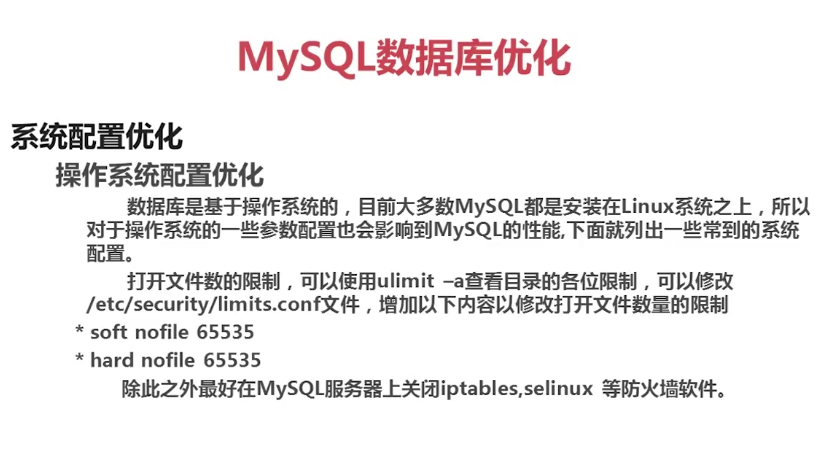 MySQL数据库优化
系统配置优化
操作系统配置优化
数据库是基于操作系统的，目前大多数MySQL都是安装在Linux系统之上，所以
对于操作系统的一些参数配置也会影响到MySQL的性能,下面就列出一些常到的系统
配置。
打开文件数的限制，可以使用ulimit –a查看目录的各位限制，可以修改
/etc/security/limits.conf文件，增加以下内容以修改打开文件数量的限制
* soft nofile 65535
* hard nofile 65535
除此之外最好在MySQL服务器上关闭iptables,selinux 等防火墙软件。